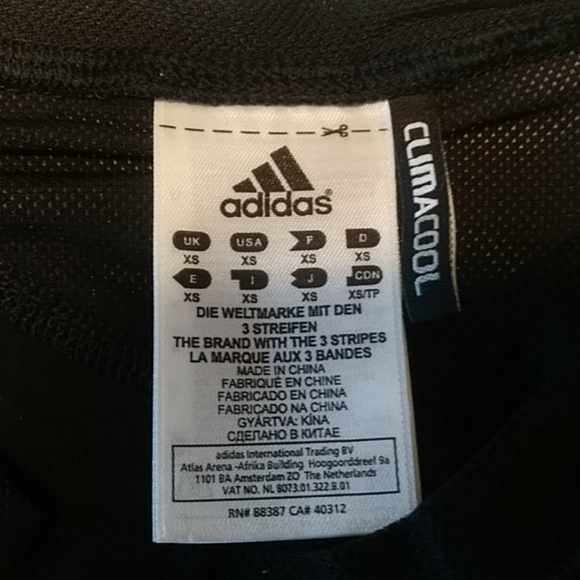 adidas®
UK USA F D
XS XS XS XS
E I J CDN
XS XS XS XS/TP
DIE WELTMARKE MIT DEN
3 STREIFEN
THE BRAND WITH THE 3 STRIPES
LA MARQUE AUX 3 BANDES
MADE IN CHINA
FABRIQUÉ EN CHINE
FABRICADO EN CHINA
FABRICADO NA CHINA
GYÁRTVA: KÍNA
СДЕЛАНО В КИТАЕ
adidas International Trading BV
Atlas Arena -Afrika Building Hoogoorddreef 9a
1101 BA Amsterdam ZO The Netherlands
VAT NO. NL 8073.01.322.B.01
RN# 88387 CA# 40312
CLIMACOOL